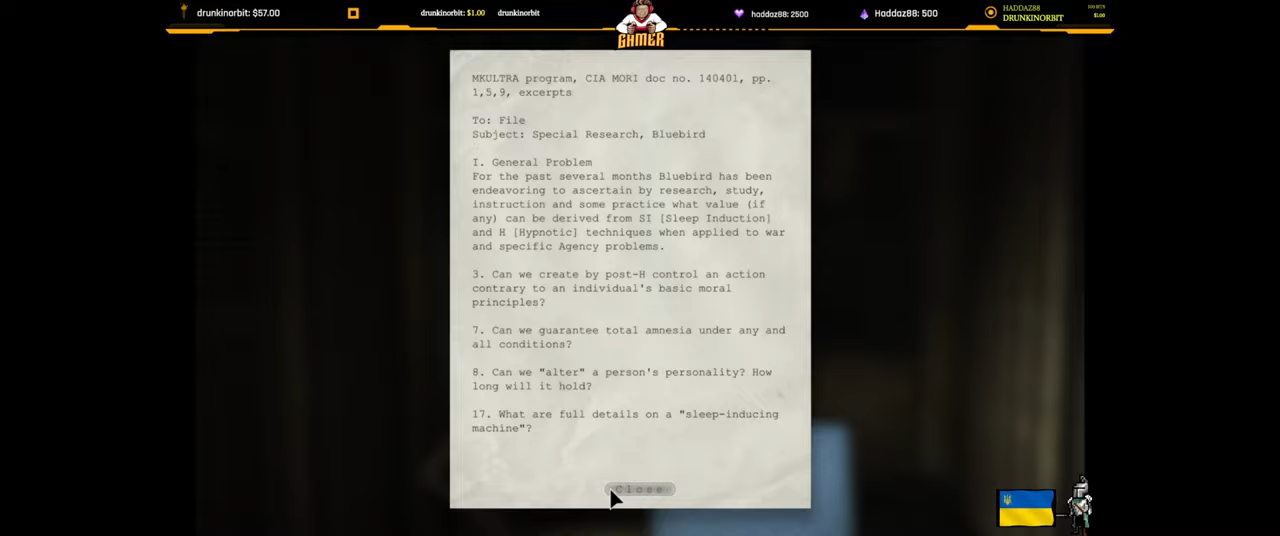 drunkinorbit: $57.00
drunkinorbit: $1.00 drunkinorbit
GAMER
haddaz88: 2500
Haddaz88: 500
HADDAZ88
DRUNKINORBIT
500 BITS
$1.00
MKULTRA program, CIA MORI doc no. 140401, pp.
1,5,9, excerpts
To: File
Subject: Special Research, Bluebird
I. General Problem
For the past several months Bluebird has been
endeavoring to ascertain by research, study,
instruction and some practice what value (if
any) can be derived from SI [Sleep Induction]
and H [Hypnotic] techniques when applied to war
and specific Agency problems.
3. Can we create by post-H control an action
contrary to an individual's basic moral
principles?
7. Can we guarantee total amnesia under any and
all conditions?
8. Can we "alter" a person's personality? How
long will it hold?
17. What are full details on a "sleep-inducing
machine"?
Close